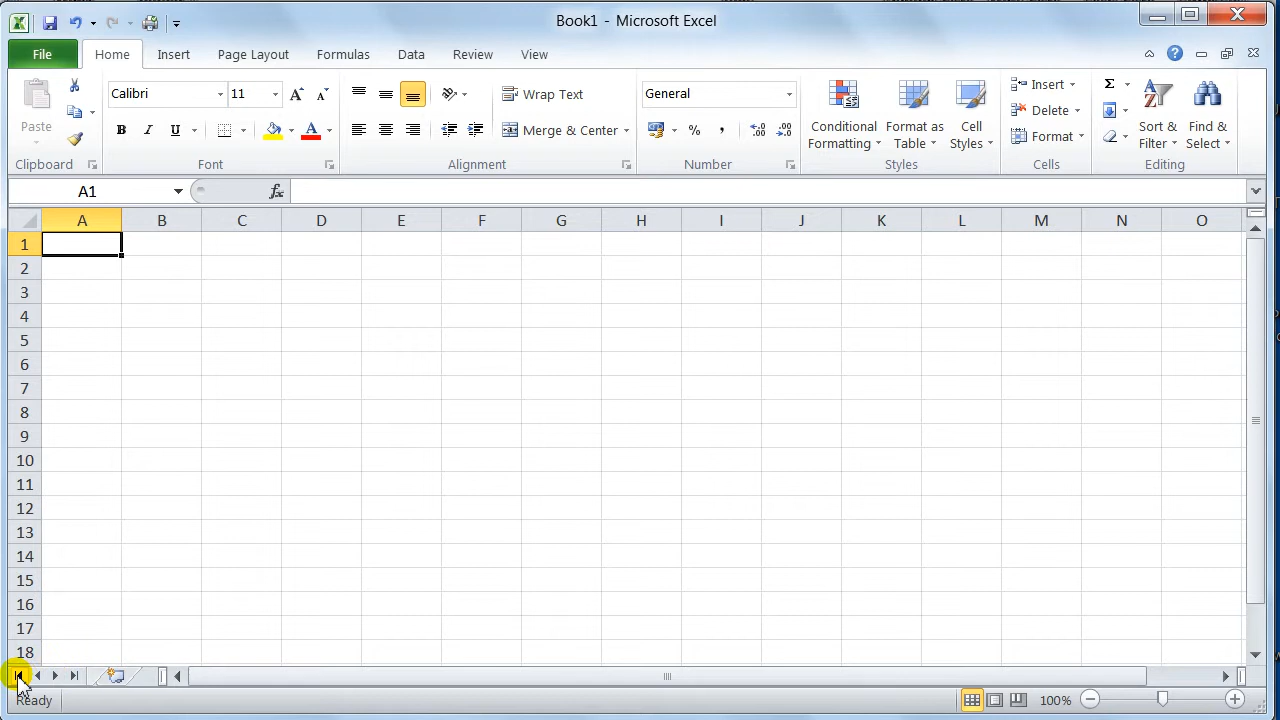 Book1 - Microsoft Excel
File Home Insert Page Layout Formulas Data Review View
Calibri 11 Wrap Text General Insert
Paste Merge & Center % , Conditional Formatting Format as Table Cell Styles Delete Sort & Filter Find & Select
B I U A Format
Clipboard Font Alignment Number Styles Cells Editing
A1 fx
A B C D E F G H I J K L M N O
1
2
3
4
5
6
7
8
9
10
11
12
13
14
15
16
17
18
Ready 100%